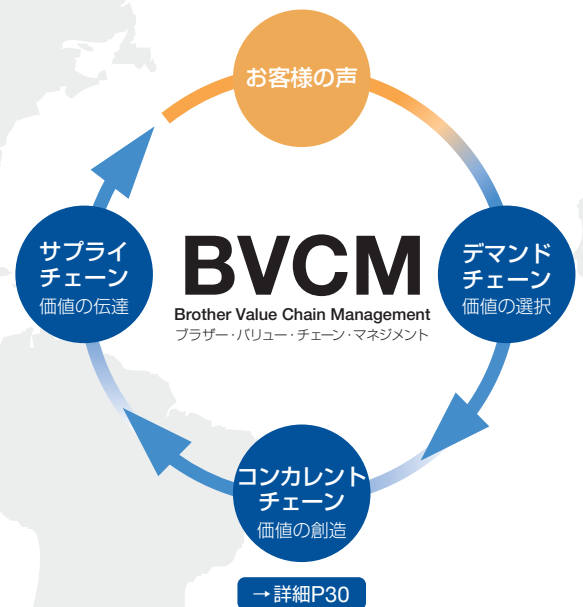 お客様の声
サプライ
チェーン
価値の伝達
BVCM
Brother Value Chain Management
ブラザー・バリュー・チェーン・マネジメント
デマンド
チェーン
価値の選択
コンカレント
チェーン
価値の創造
→詳細P30